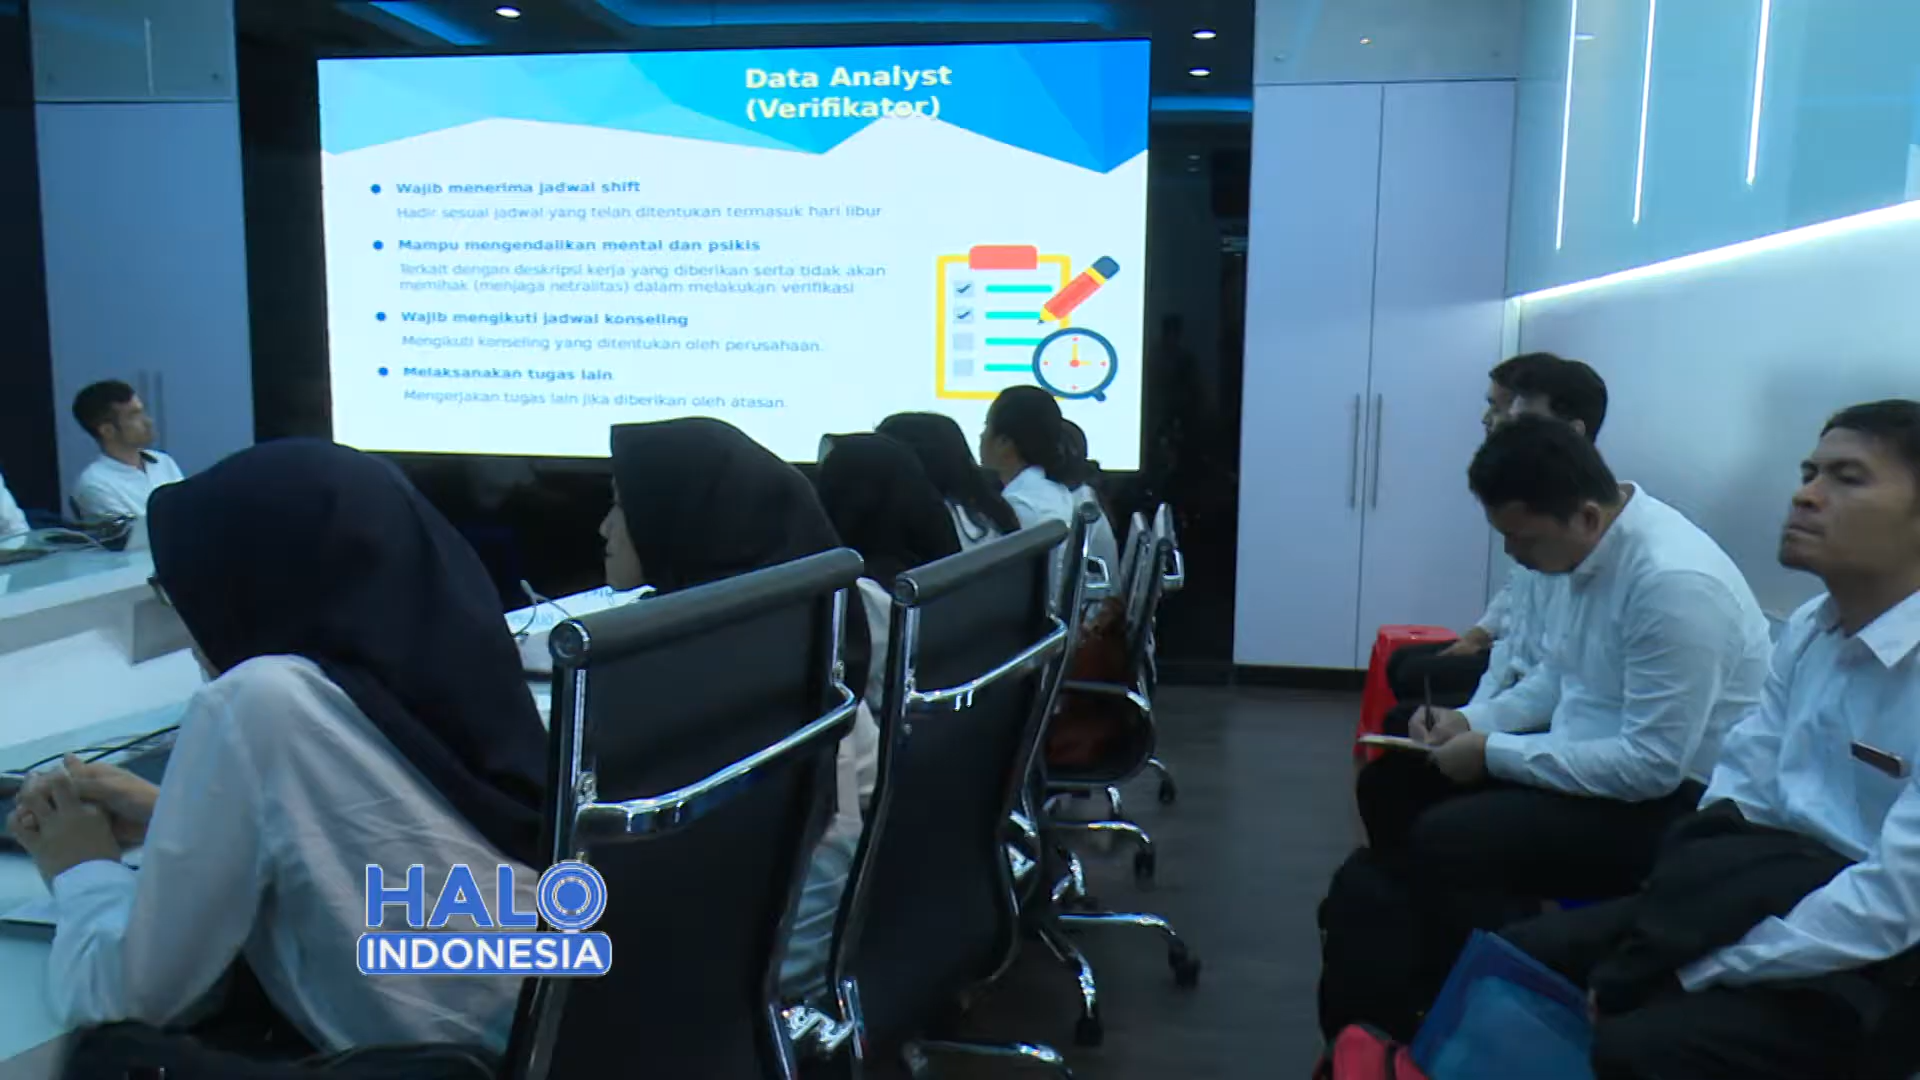 Data Analyst
(Verifikator)
Wajib menerima jadwal shift
Hadir sesuai jadwal yang telah ditentukan termasuk hari libur
Mampu mengendalikan mental dan psikis
Terkait dengan deskripsi kerja yang diberikan serta tidak akan
memihak (menjaga netralitas) dalam melakukan verifikasi
Wajib mengikuti jadwal konseling
Mengikuti konseling yang ditentukan oleh perusahaan.
Melaksanakan tugas lain
Mengerjakan tugas lain jika diberikan oleh atasan.
HALO
INDONESIA